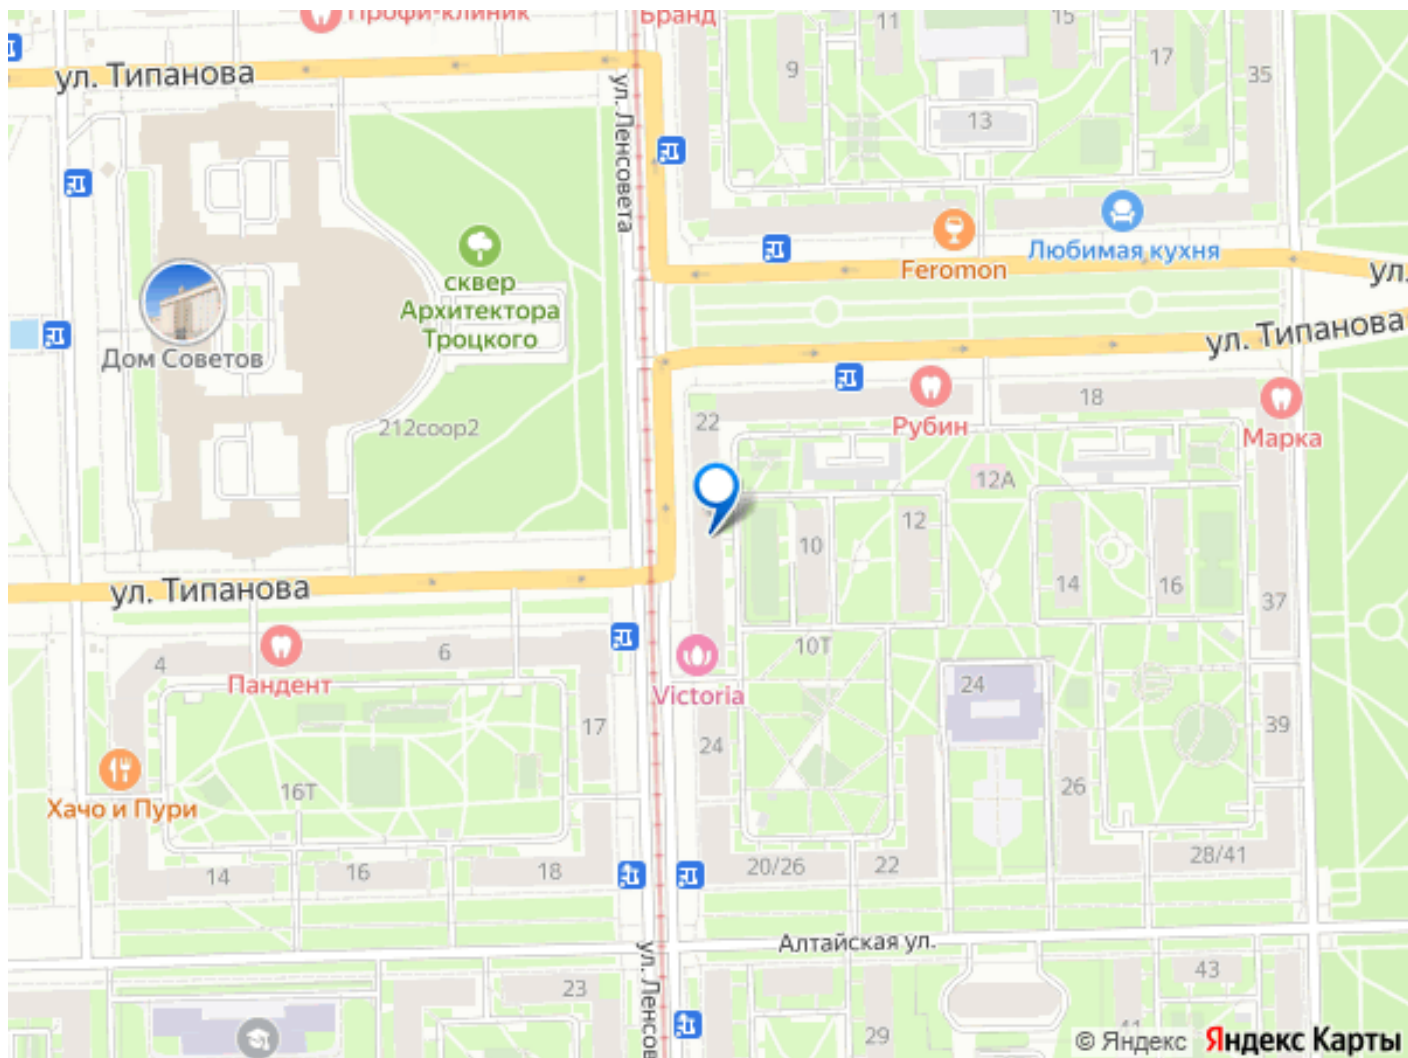 Профи-клиник
Бранд
11
15
ул. Типанова
9
17
35
ул. Ленсовета
13
Любимая кухня
Feromon
сквер
Архитектора
Троцкого
ул.
Дом Советов
ул. Типанова
22
Рубин
18
Марка
212соор2
12А
10
12
14
16
37
ул. Типанова
4
6
Пандент
10Т
Victoria
24
24
17
39
Хачо и Пури
16Т
26
14
16
18
20/26
22
28/41
Алтайская ул.
ул. Ленсов
23
43
29
41
© Яндекс
Яндекс Карты